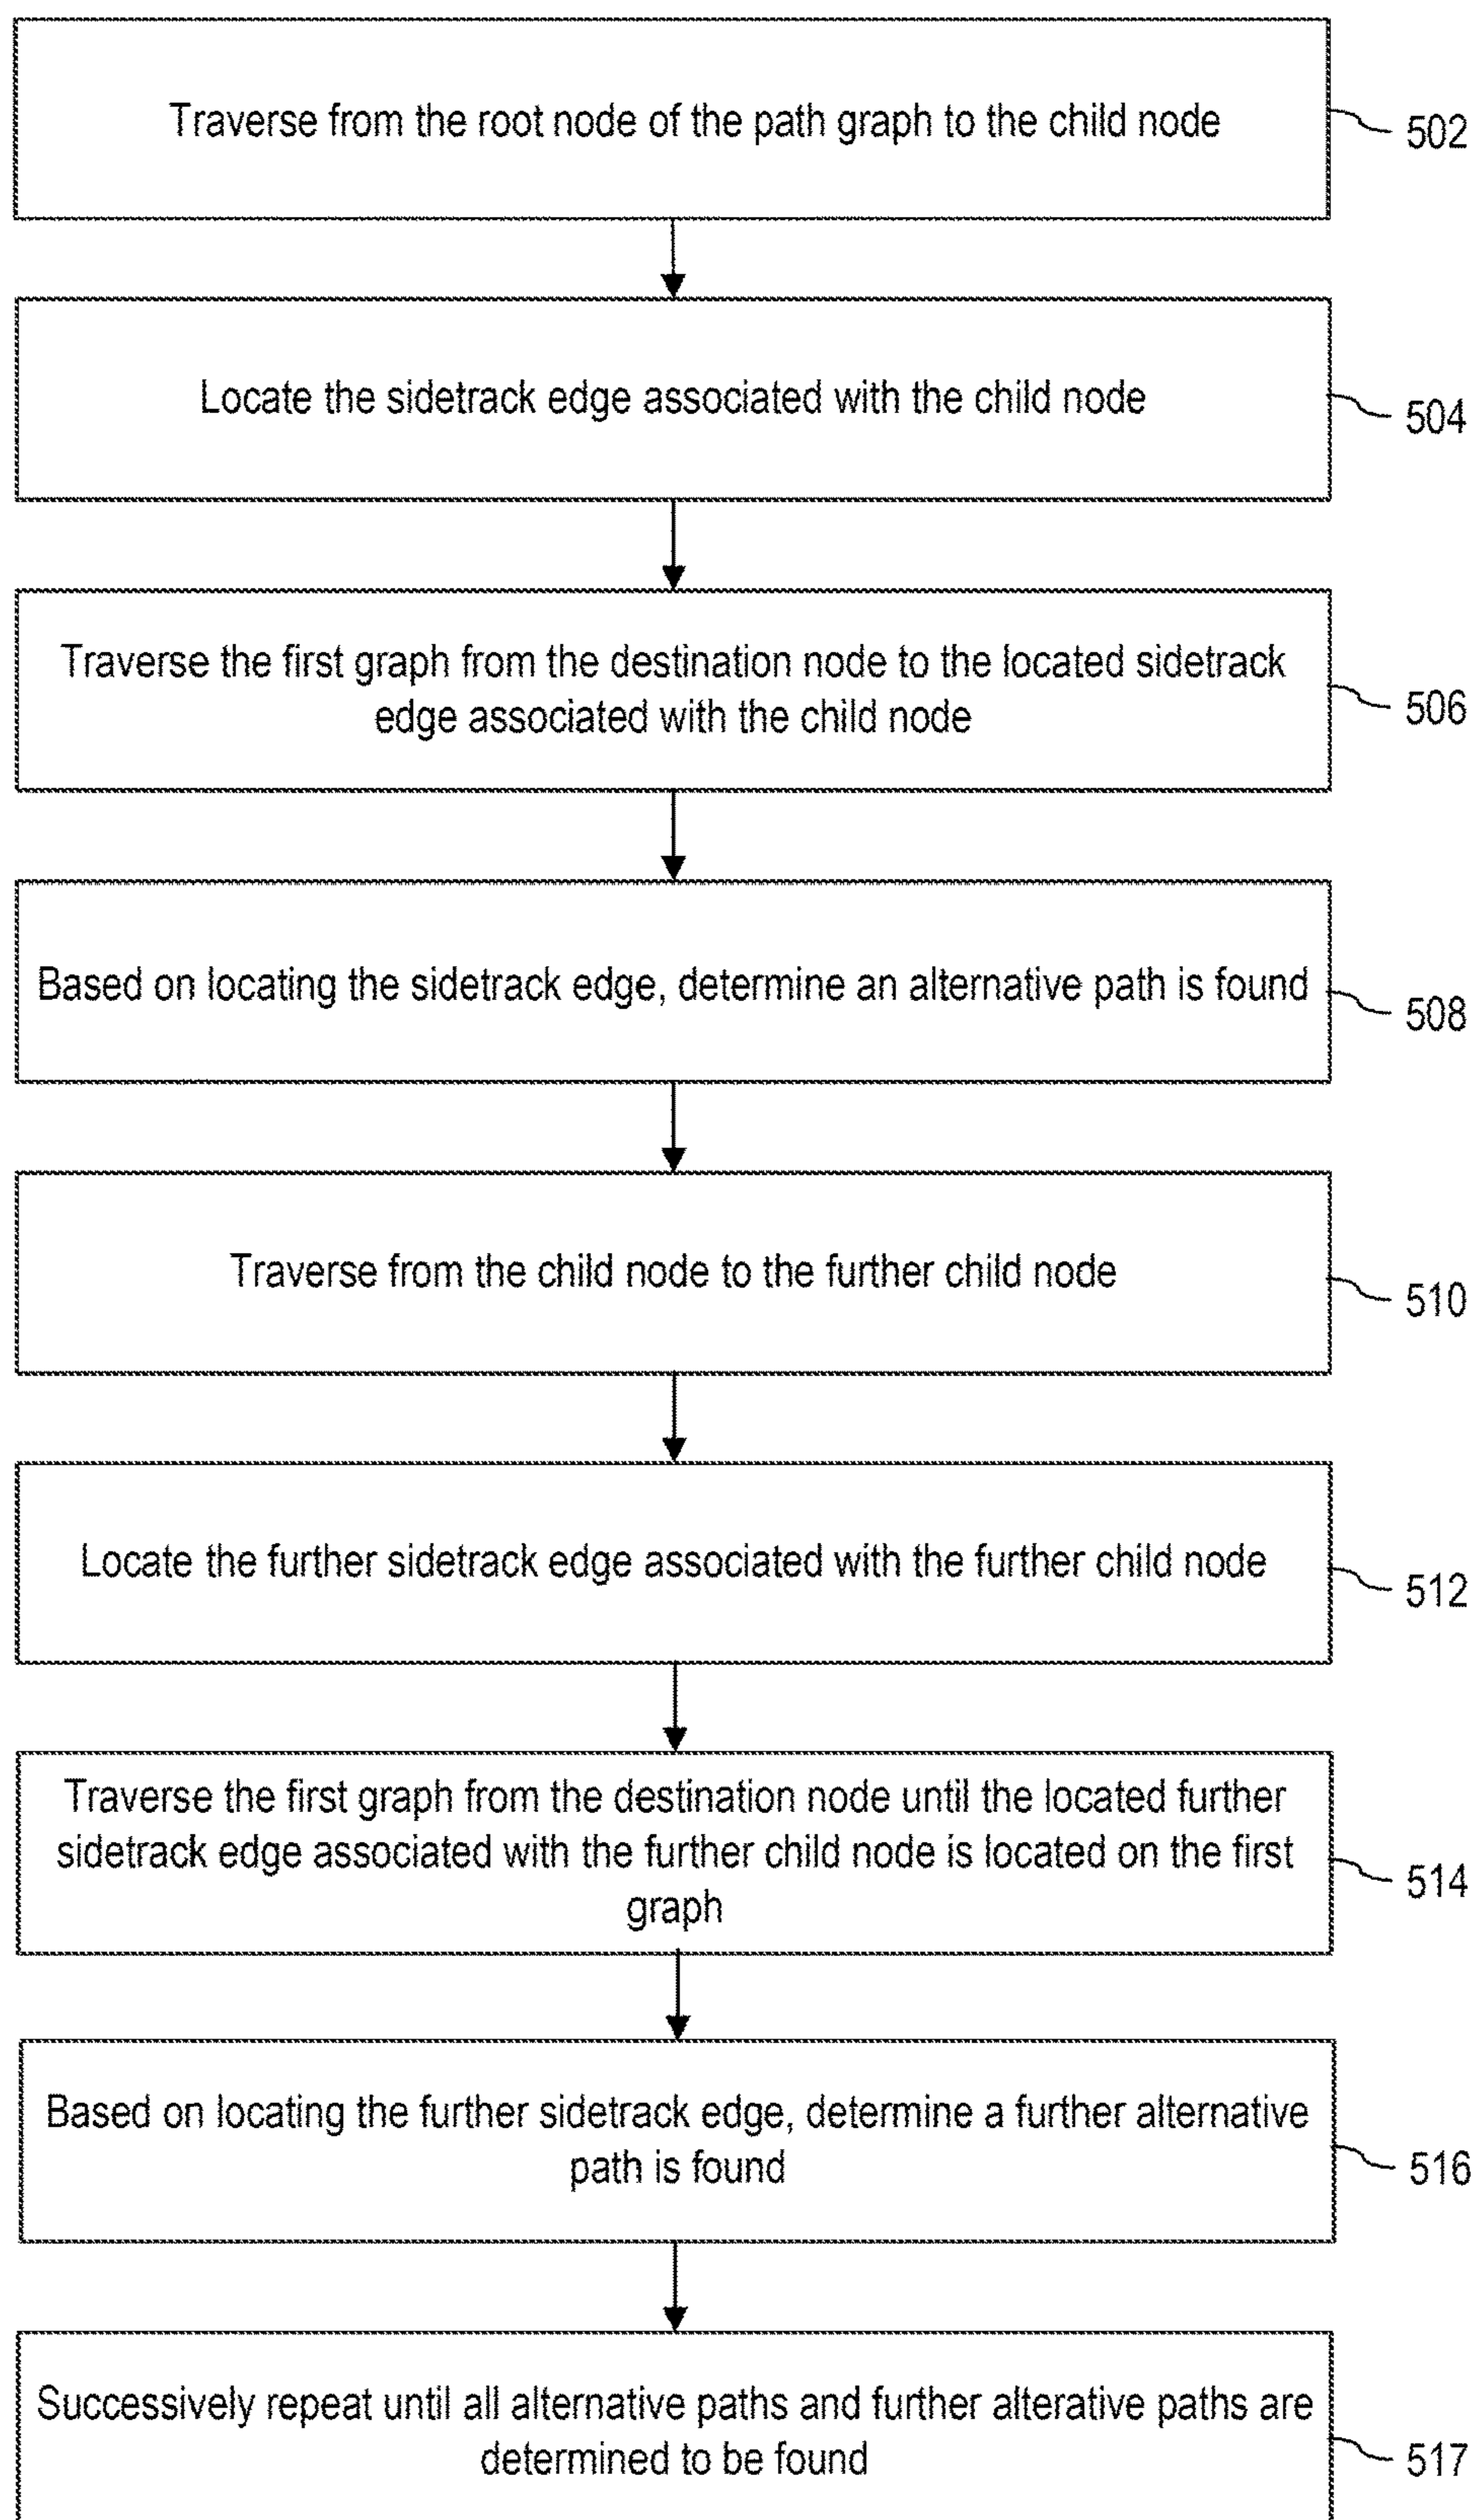 Traverse from the root node of the path graph to the child node
502
Locate the sidetrack edge associated with the child node
504
Traverse the first graph from the destination node to the located sidetrack
edge associated with the child node
506
Based on locating the sidetrack edge, determine an alternative path is found
508
Traverse from the child node to the further child node
510
Locate the further sidetrack edge associated with the further child node
512
Traverse the first graph from the destination node until the located further
sidetrack edge associated with the further child node is located on the first
graph
514
Based on locating the further sidetrack edge, determine a further alternative
path is found
516
Successively repeat until all alternative paths and further alterative paths are
determined to be found
517